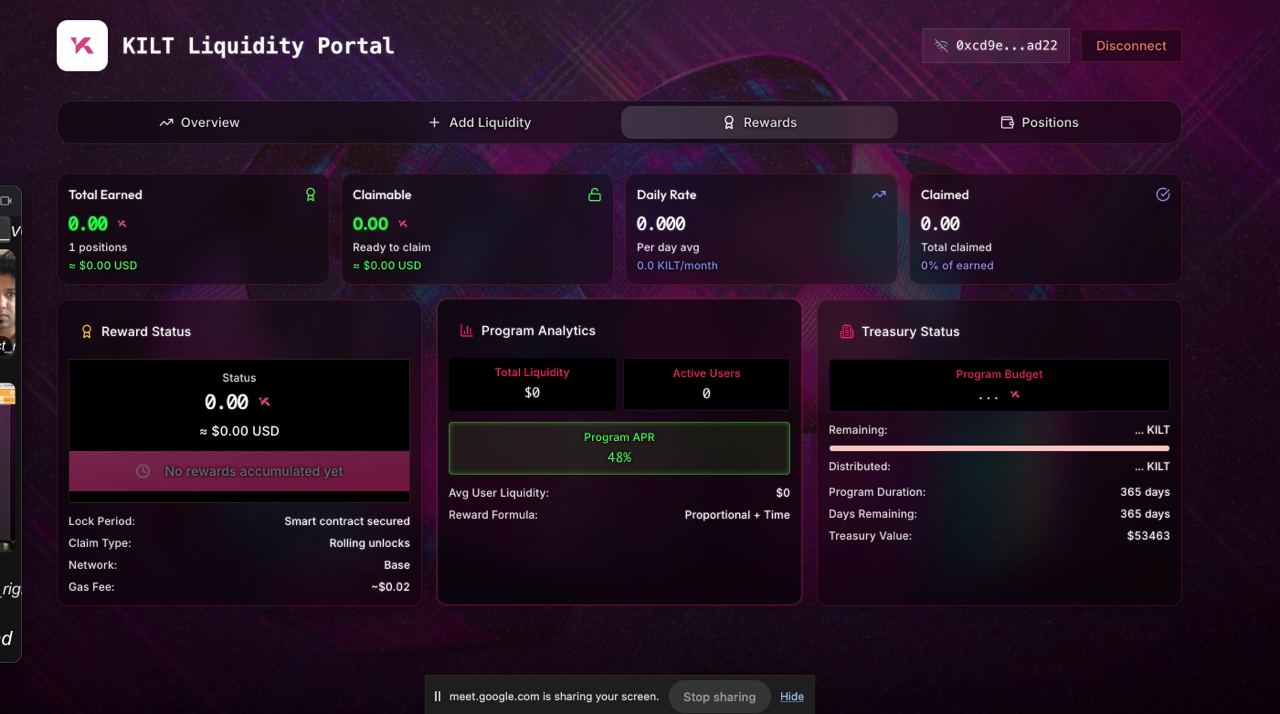 KILT Liquidity Portal
0xcd9e...ad22
Disconnect
Overview
Add Liquidity
Rewards
Positions
Total Earned
0.00
1 positions
≈ $0.00 USD
Claimable
0.00
Ready to claim
≈ $0.00 USD
Daily Rate
0.000
Per day avg
0.0 KILT/month
Claimed
0.00
Total claimed
0% of earned
Reward Status
Status
0.00
≈ $0.00 USD
No rewards accumulated yet
Lock Period: Smart contract secured
Claim Type: Rolling unlocks
Network: Base
Gas Fee: ~$0.02
Program Analytics
Total Liquidity
$0
Active Users
0
Program APR
48%
Avg User Liquidity: $0
Reward Formula: Proportional + Time
Treasury Status
Program Budget
...
Remaining: ... KILT
Distributed: ... KILT
Program Duration: 365 days
Days Remaining: 365 days
Treasury Value: $53463
meet.google.com is sharing your screen.
Stop sharing
Hide